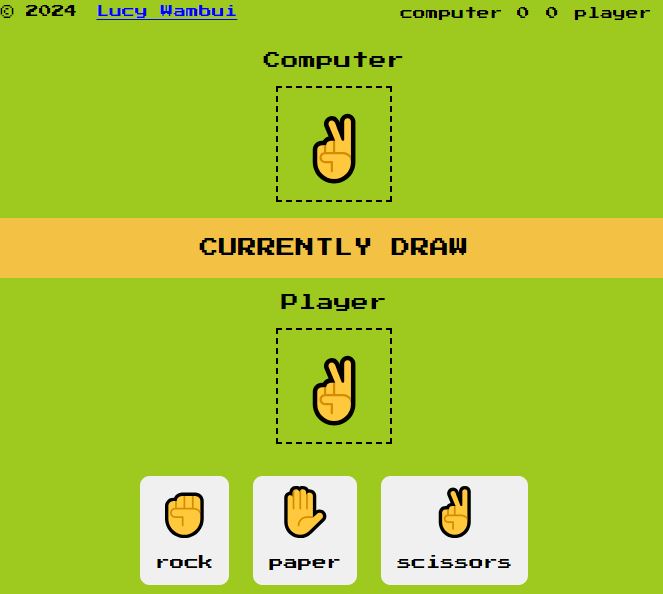 © 2024 Lucy Wambui computer 0 0 player
Computer
CURRENTLY DRAW
Player
rock paper scissors